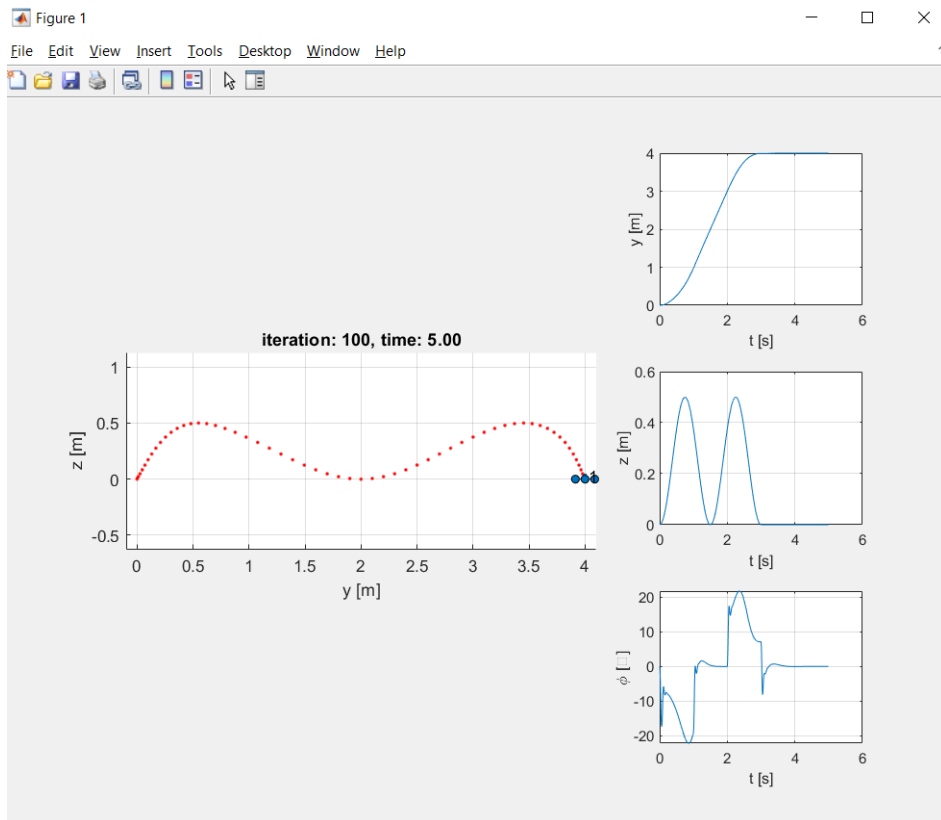 Figure 1
File Edit View Insert Tools Desktop Window Help
iteration: 100, time: 5.00
z [m]
1
0.5
0
-0.5
0 0.5 1 1.5 2 2.5 3 3.5 4
y [m]
1
y [m]
4
3
2
1
0
0 2 4 6
t [s]
z [m]
0.6
0.4
0.2
0
0 2 4 6
t [s]
ϕ [□]
20
10
0
-10
-20
0 2 4 6
t [s]